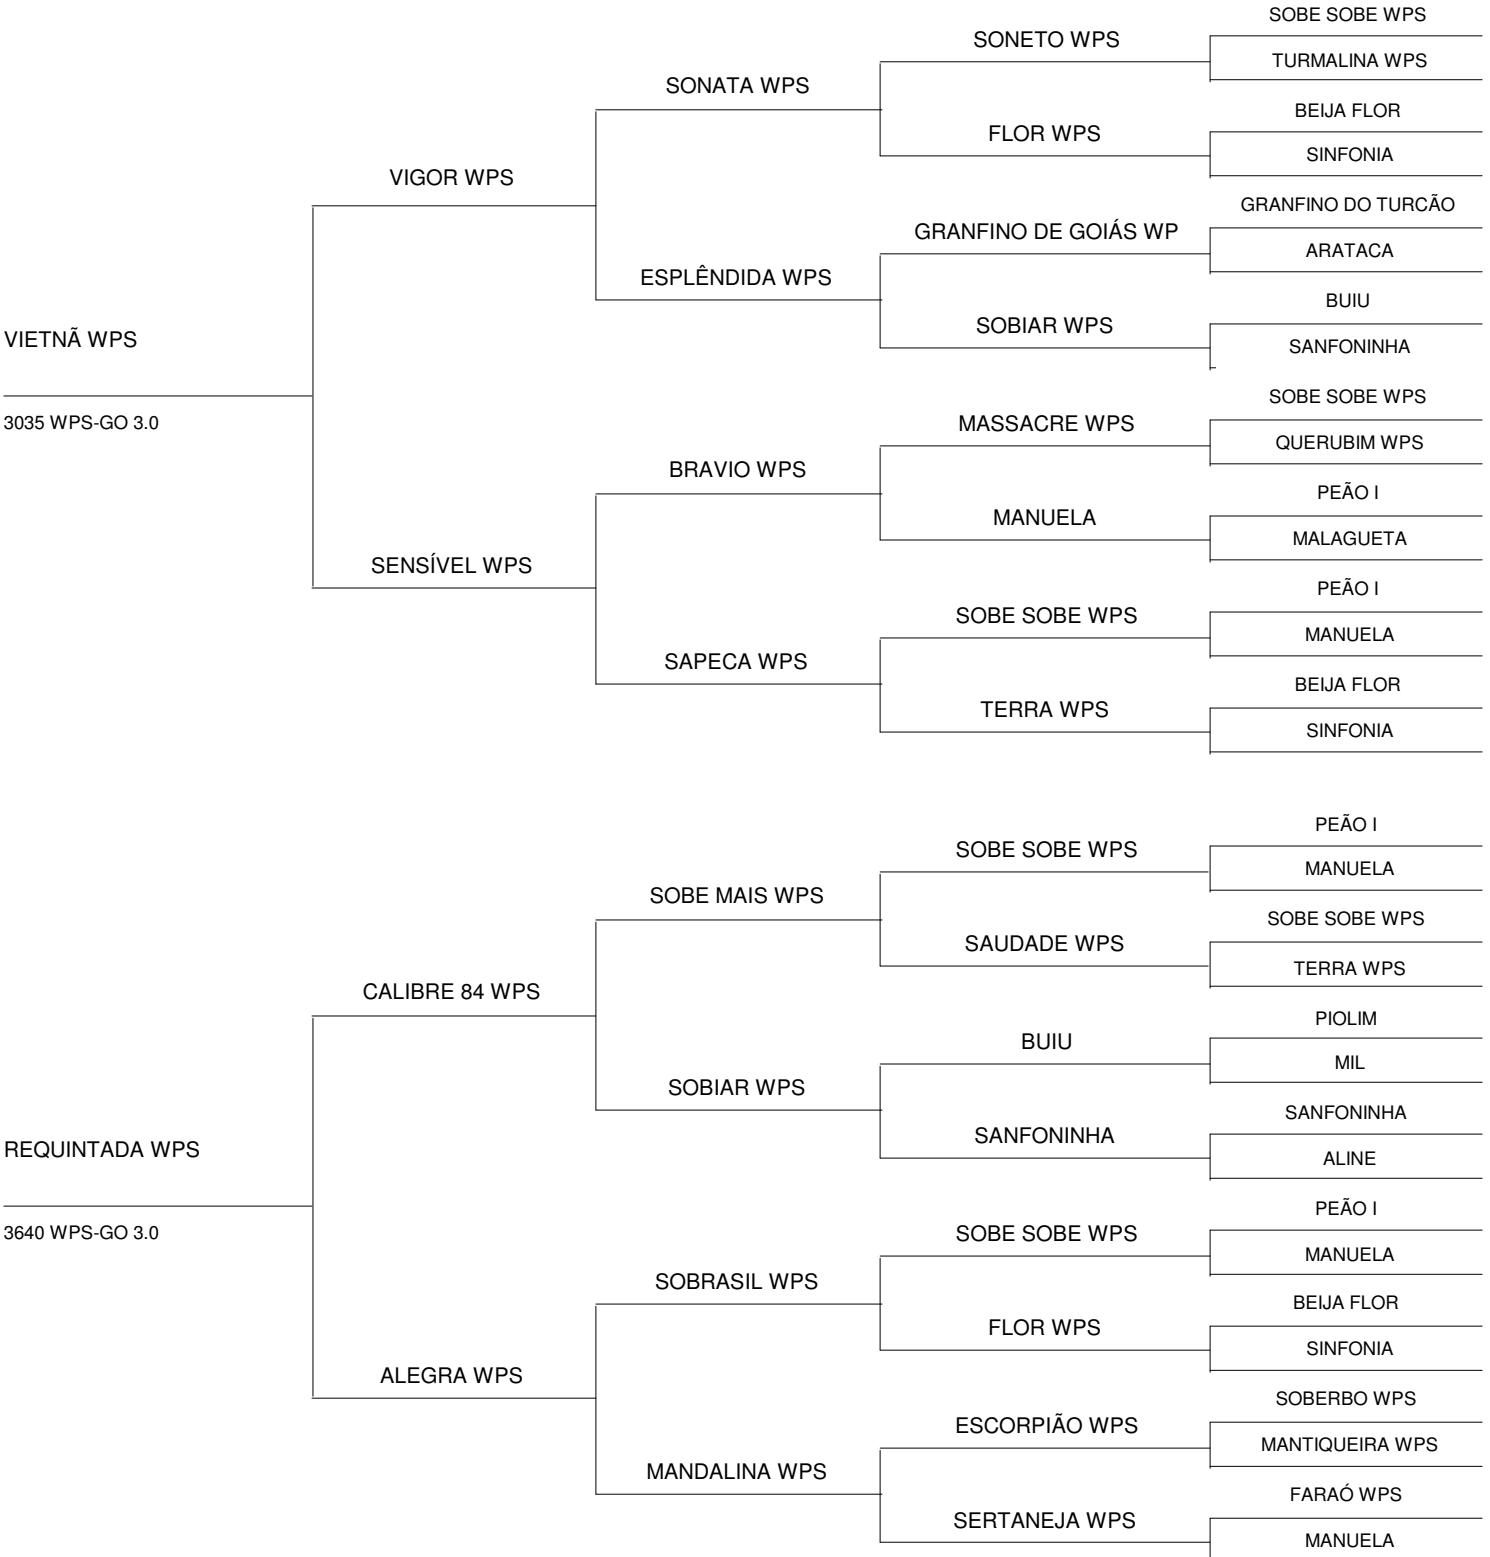 SOBE SOBE WPS
SONETO WPS
TURMALINA WPS
SONATA WPS
BEIJA FLOR
FLOR WPS
SINFONIA
VIGOR WPS
GRANFINO DO TURCÃO
GRANFINO DE GOIÁS WP
ARATACA
ESPLÊNDIDA WPS
BUIU
SOBIAR WPS
SANFONINHA
VIETNÃ WPS
3035 WPS-GO 3.0
SOBE SOBE WPS
MASSACRE WPS
QUERUBIM WPS
BRAVIO WPS
PEÃO I
MANUELA
MALAGUETA
SENSÍVEL WPS
PEÃO I
SOBE SOBE WPS
MANUELA
SAPECA WPS
BEIJA FLOR
TERRA WPS
SINFONIA
PEÃO I
SOBE SOBE WPS
MANUELA
SOBE MAIS WPS
SOBE SOBE WPS
SAUDADE WPS
TERRA WPS
CALIBRE 84 WPS
PIOLIM
BUIU
MIL
SOBIAR WPS
SANFONINHA
SANFONINHA
ALINE
REQUINTADA WPS
3640 WPS-GO 3.0
PEÃO I
SOBE SOBE WPS
MANUELA
SOBRASIL WPS
BEIJA FLOR
FLOR WPS
SINFONIA
ALEGRA WPS
SOBERBO WPS
ESCORPIÃO WPS
MANTIQUEIRA WPS
MANDALINA WPS
FARAÓ WPS
SERTANEJA WPS
MANUELA